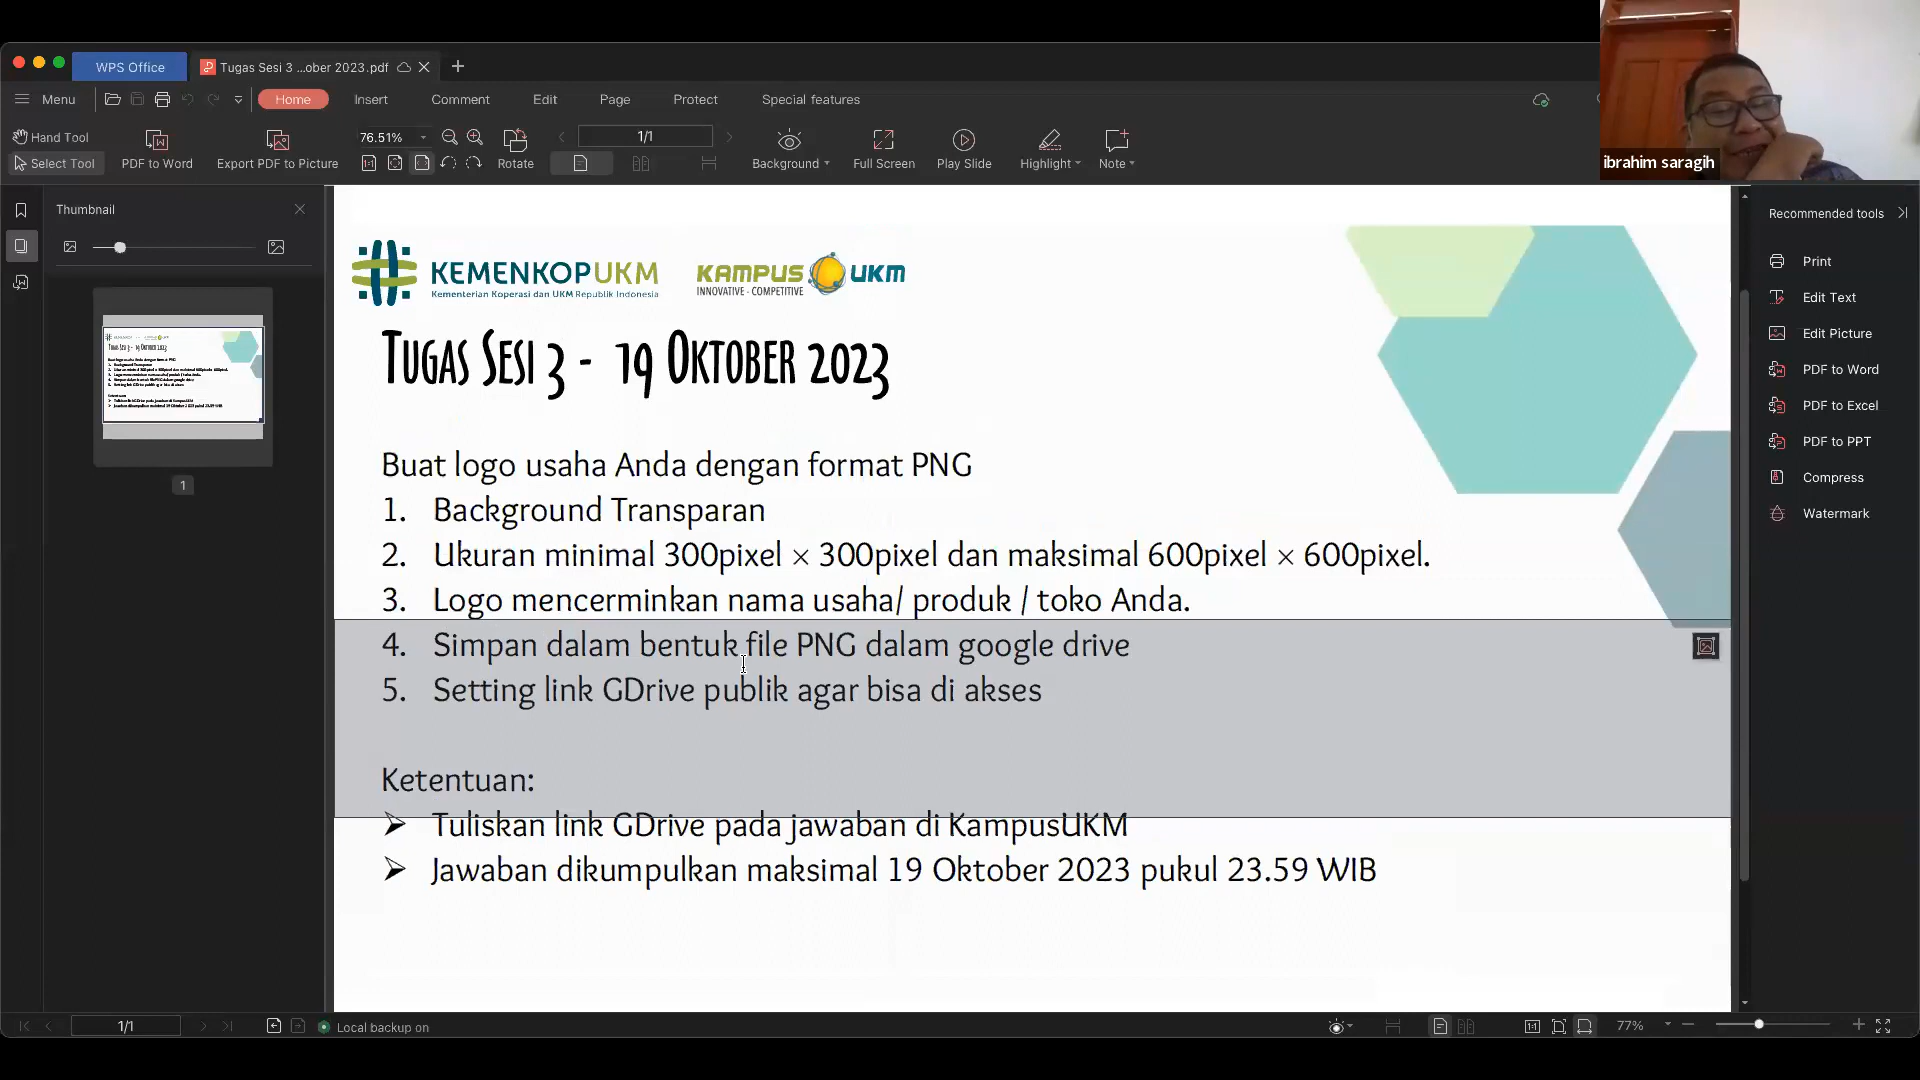 WPS Office
Tugas Sesi 3 ...ober 2023.pdf
Menu
Home
Insert
Comment
Edit
Page
Protect
Special features
Hand Tool
Select Tool
PDF to Word
Export PDF to Picture
76.51%
1/1
Rotate
Background
Full Screen
Play Slide
Highlight
Note
ibrahim saragih
Thumbnail
1
KEMENKOPUKM
Kementerian Koperasi dan UKM Republik Indonesia
KAMPUS UKM
INNOVATIVE - COMPETITIVE
TUGAS SESI 3 - 19 OKTOBER 2023
Buat logo usaha Anda dengan format PNG
1. Background Transparan
2. Ukuran minimal 300pixel × 300pixel dan maksimal 600pixel × 600pixel.
3. Logo mencerminkan nama usaha/ produk / toko Anda.
4. Simpan dalam bentuk file PNG dalam google drive
5. Setting link GDrive publik agar bisa di akses
Ketentuan:
➢ Tuliskan link GDrive pada jawaban di KampusUKM
➢ Jawaban dikumpulkan maksimal 19 Oktober 2023 pukul 23.59 WIB
Recommended tools
Print
Edit Text
Edit Picture
PDF to Word
PDF to Excel
PDF to PPT
Compress
Watermark
1/1
Local backup on
77%